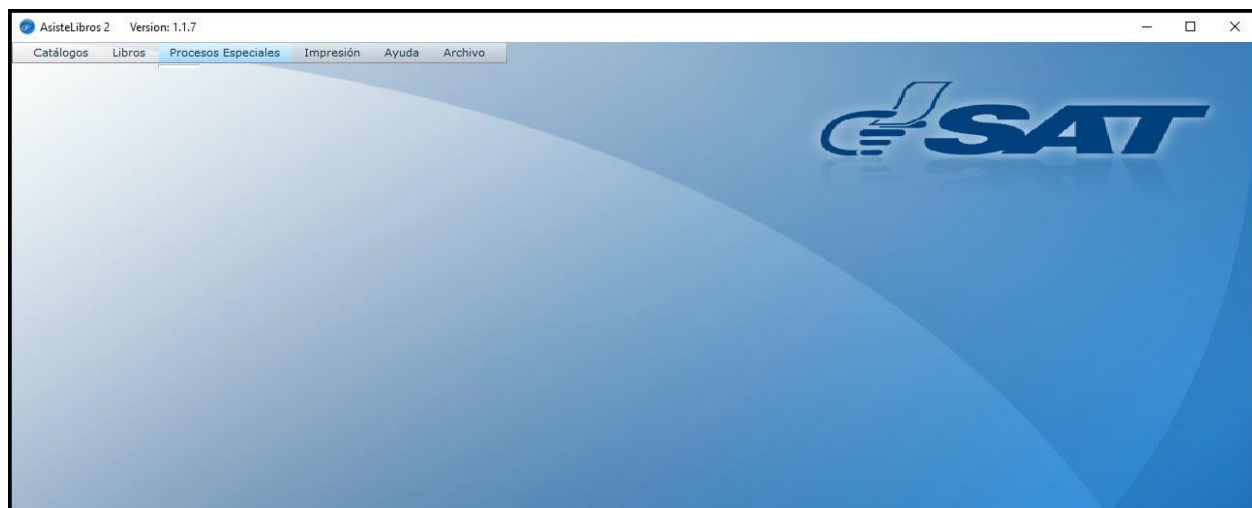 AsisteLibros 2 Version: 1.1.7
Catálogos Libros Procesos Especiales Impresión Ayuda Archivo
SAT